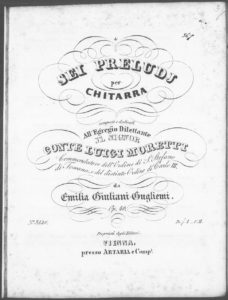 SEI PRELUDJ
per
CHITARRA
composti e dedicati
All'Egregio Dilettante
IL SIGNOR
CONTE LUIGI MORETTI
Commendatore dell'Ordine di S. Stefano
di Toscana, e del distinto Ordine di Carlo III.
da
Emilia Giuliani-Guglielmi.
Op. 46.
Proprietà degli Editori.
VIENNA,
presso ARTARIA e Comp.